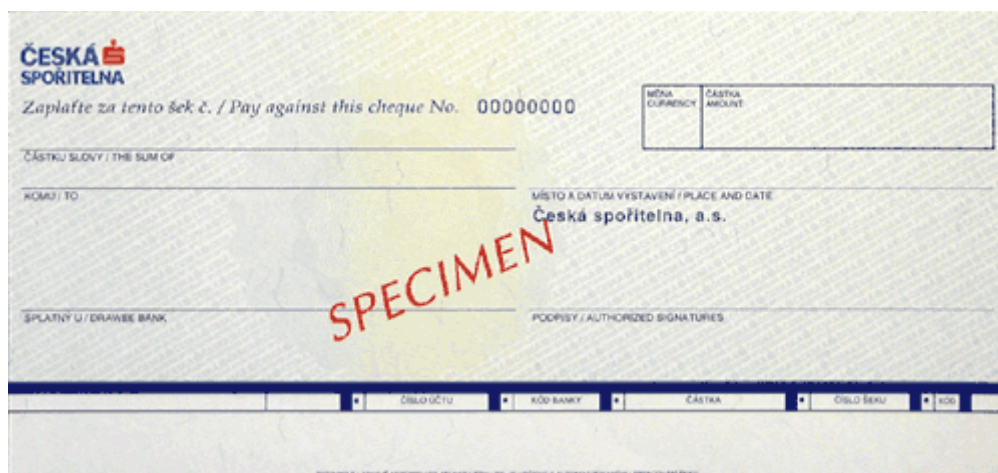 ČESKÁ
SPOŘITELNA
Zaplaťte za tento šek č. / Pay against this cheque No. 00000000
MĚNA CURRENCY
ČÁSTKA AMOUNT
ČÁSTKU SLOVY / THE SUM OF
KOMU / TO
MÍSTO A DATUM VYSTAVENÍ / PLACE AND DATE
Česká spořitelna, a.s.
SPECIMEN
SPLATNÝ U / DRAWEE BANK
PODPISY / AUTHORIZED SIGNATURES
ČÍSLO ÚČTU KÓD BANKY ČÁSTKA ČÍSLO ŠEKU KÓD